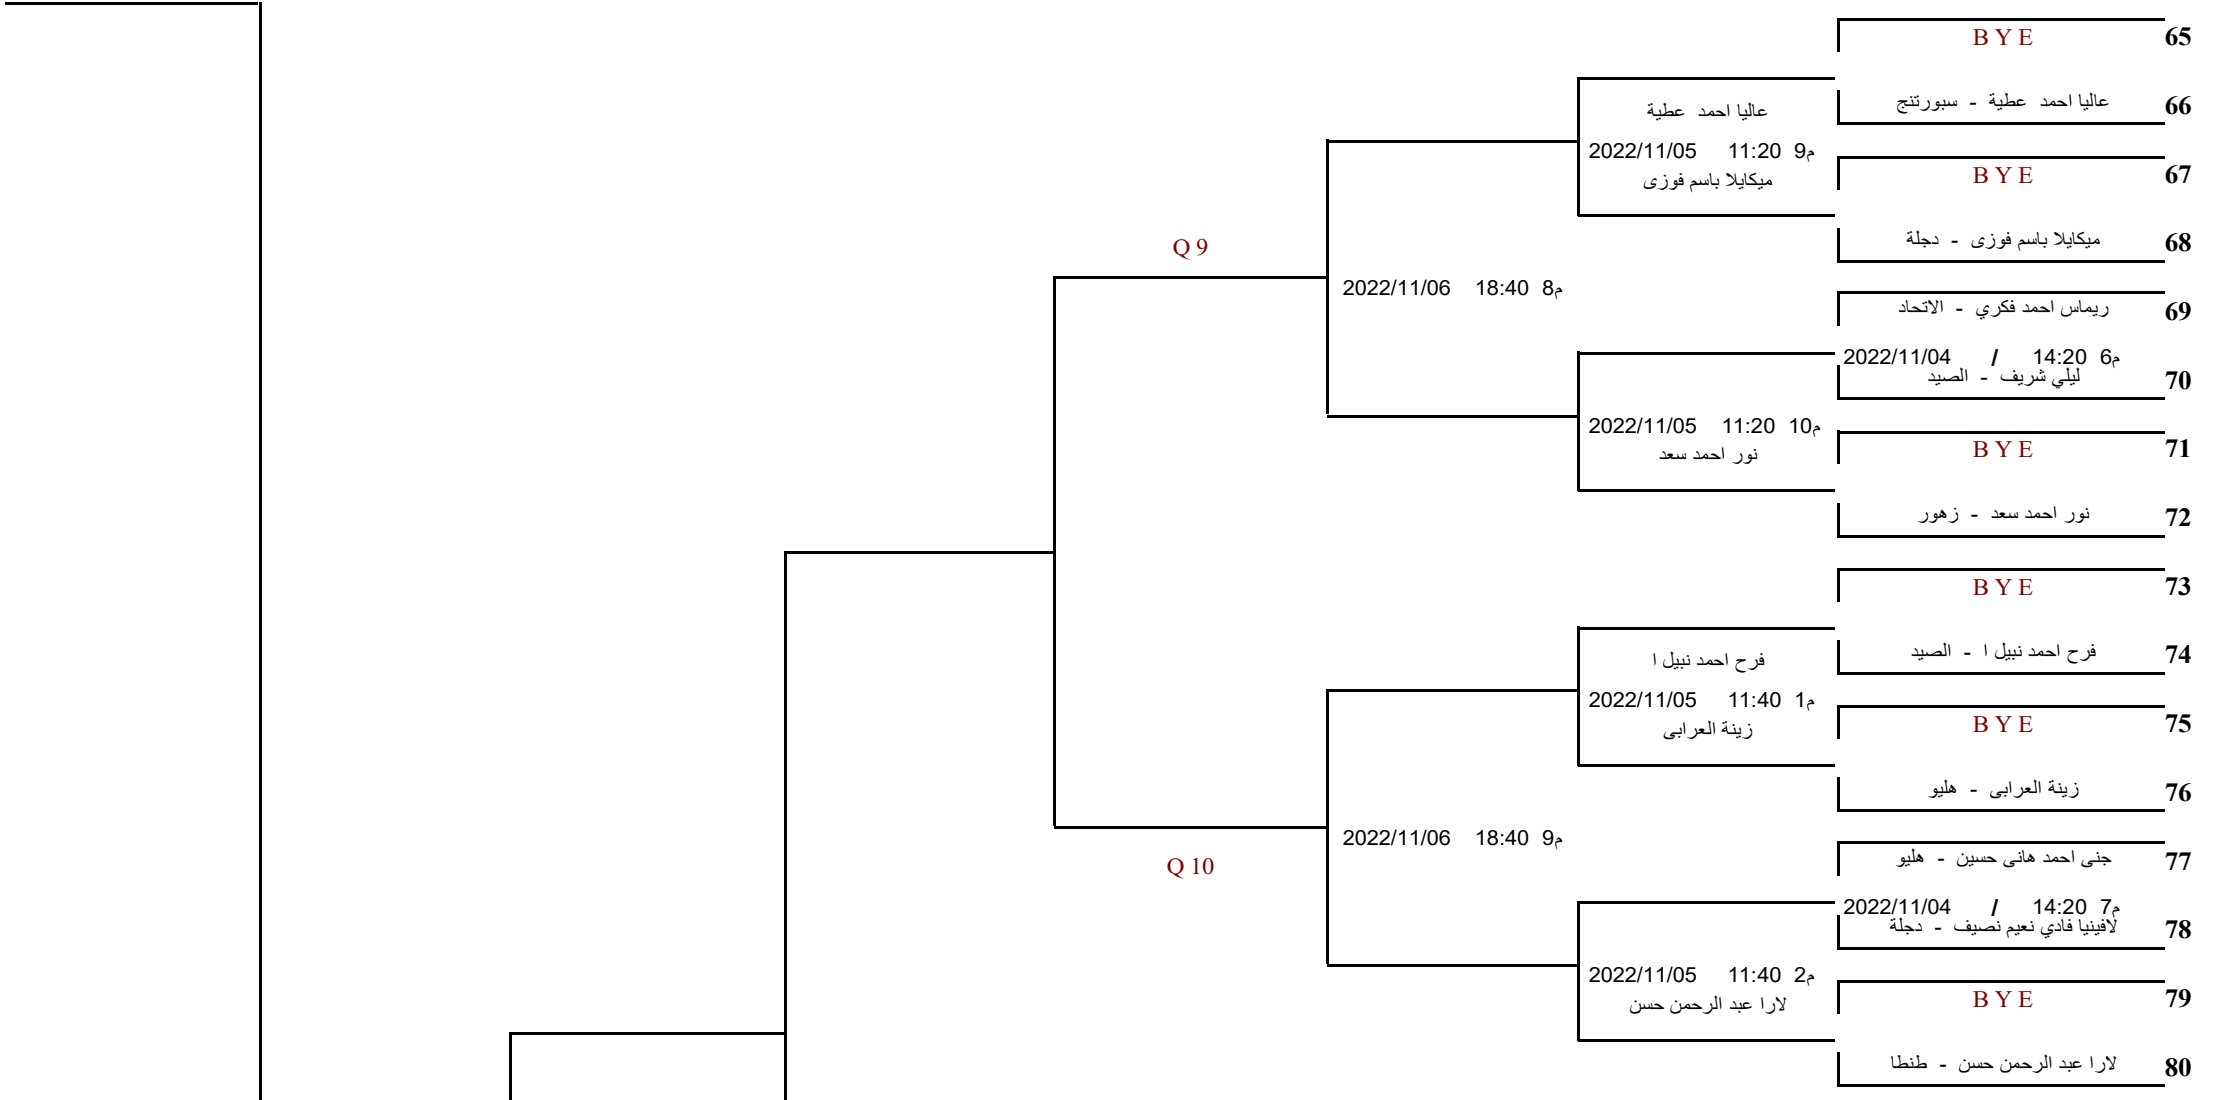 B Y E 65
عاليا احمد عطية - سبورتنج 66
عاليا احمد عطية
2022/11/05 11:20 م9
ميكايلا باسم فوزى
B Y E 67
ميكايلا باسم فوزى - دجلة 68
Q 9
2022/11/06 18:40 م8
ريماس احمد فكري - الاتحاد 69
2022/11/04 / 14:20 م6
ليلي شريف - الصيد 70
2022/11/05 11:20 م10
نور احمد سعد
B Y E 71
نور احمد سعد - زهور 72
B Y E 73
فرح احمد نبيل ا - الصيد 74
فرح احمد نبيل ا
2022/11/05 11:40 م1
زينة العرابى
B Y E 75
زينة العرابى - هليو 76
2022/11/06 18:40 م9
Q 10
جنى احمد هانى حسين - هليو 77
2022/11/04 / 14:20 م7
لافينيا فادي نعيم نصيف - دجلة 78
2022/11/05 11:40 م2
لارا عبد الرحمن حسن
B Y E 79
لارا عبد الرحمن حسن - طنطا 80